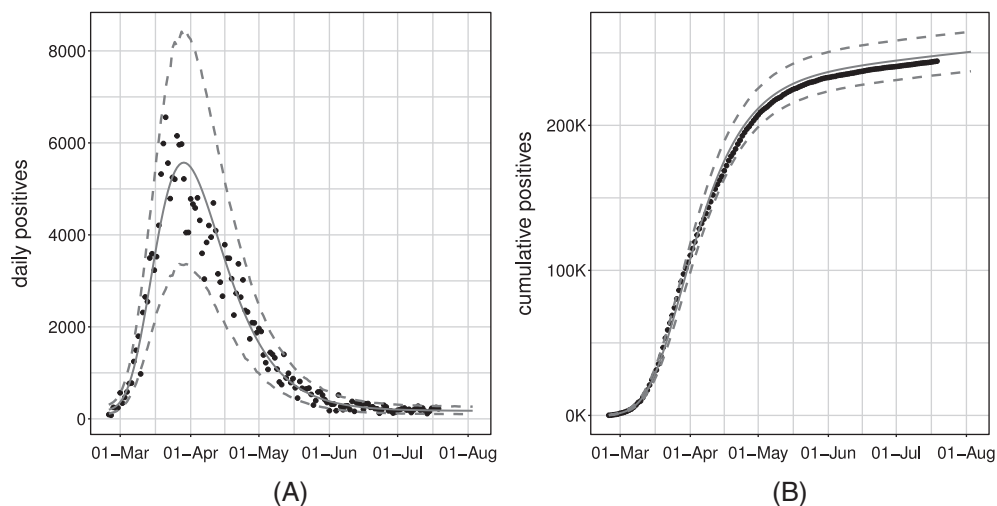 daily positives
8000
6000
4000
2000
0
01−Mar 01−Apr 01−May 01−Jun 01−Jul 01−Aug
(A)
cumulative positives
200K
100K
0K
01−Mar 01−Apr 01−May 01−Jun 01−Jul 01−Aug
(B)